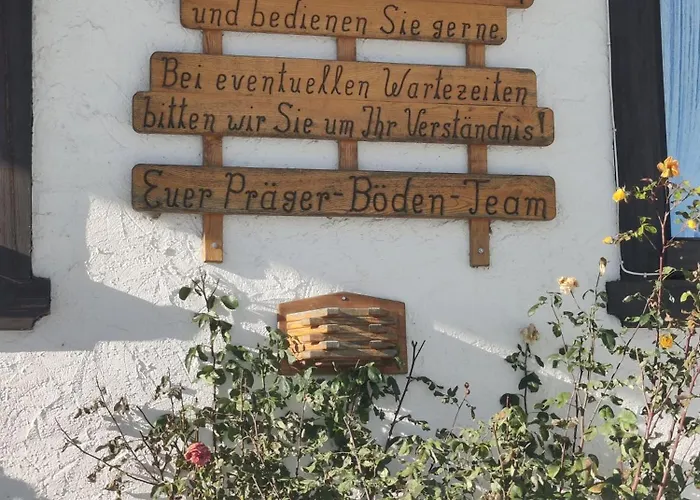 und bedienen Sie gerne.
Bei eventuellen Wartezeiten
bitten wir Sie um Ihr Verständnis!
Euer Präger-Böden-Team